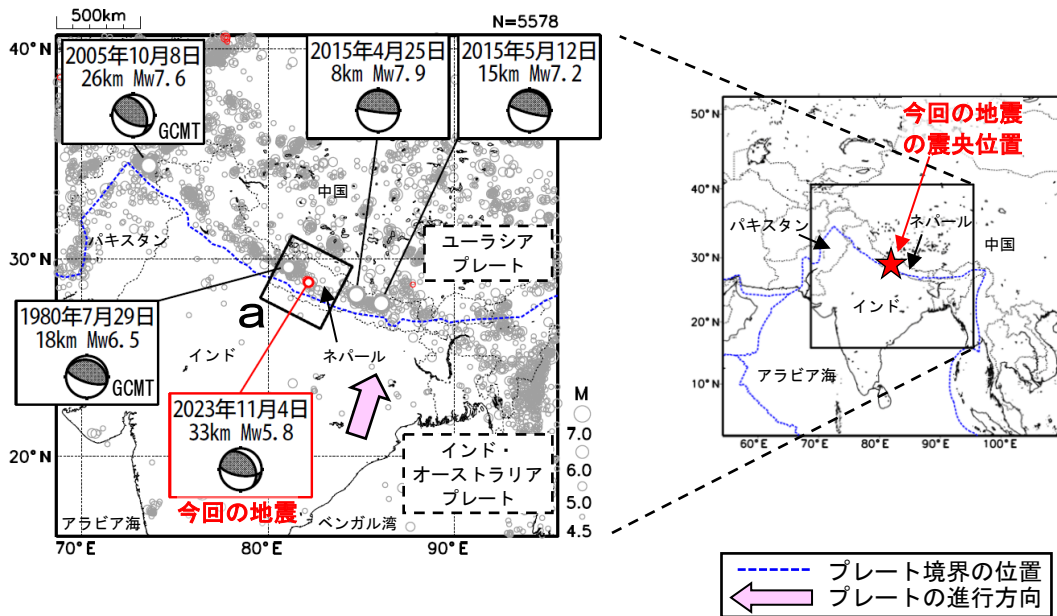 500km
N=5578
40°N
30°N
20°N
70°E
80°E
90°E
2005年10月8日
26km Mw7.6
GCMT
2015年4月25日
8km Mw7.9
2015年5月12日
15km Mw7.2
中国
パキスタン
ユーラシア
プレート
a
1980年7月29日
18km Mw6.5
GCMT
インド
ネパール
2023年11月4日
33km Mw5.8
今回の地震
インド・
オーストラリア
プレート
アラビア海
ベンガル湾
M
7.0
6.0
5.0
4.5
今回の地震
の震央位置
50°N
40°N
30°N
20°N
10°N
パキスタン
ネパール
中国
インド
アラビア海
60°E
70°E
80°E
90°E
100°E
プレート境界の位置
プレートの進行方向